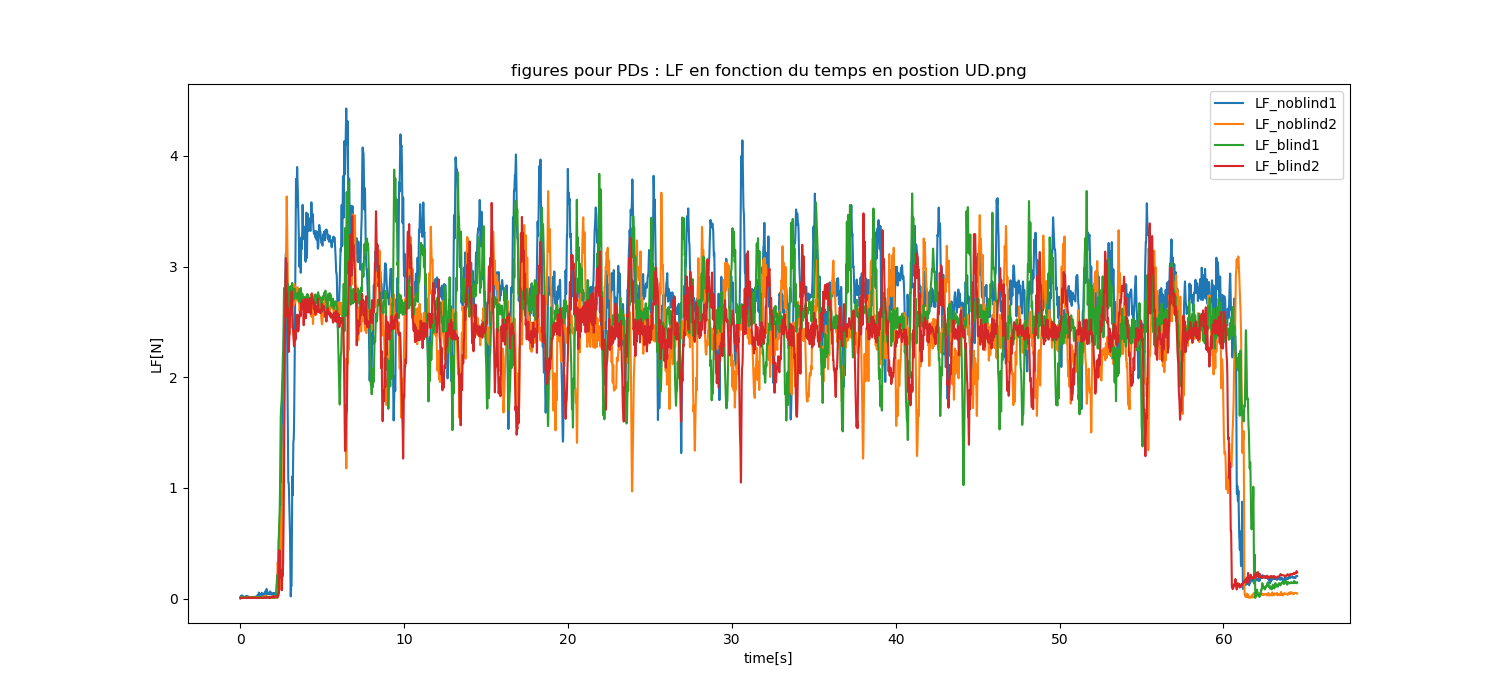 figures pour PDs : LF en fonction du temps en postion UD.png
LF_noblind1
LF_noblind2
LF_blind1
LF_blind2
LF[N]
4
3
2
1
0
0 10 20 30 40 50 60
time[s]